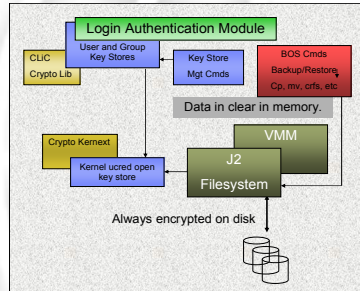 Login Authentication Module
CLiC
Crypto Lib
User and Group
Key Stores
Key Store
Mgt Cmds
BOS Cmds
Backup/Restore
Cp, mv, crfs, etc
Data in clear in memory.
VMM
Crypto Kernext
J2
Filesystem
Kernel ucred open
key store
Always encrypted on disk